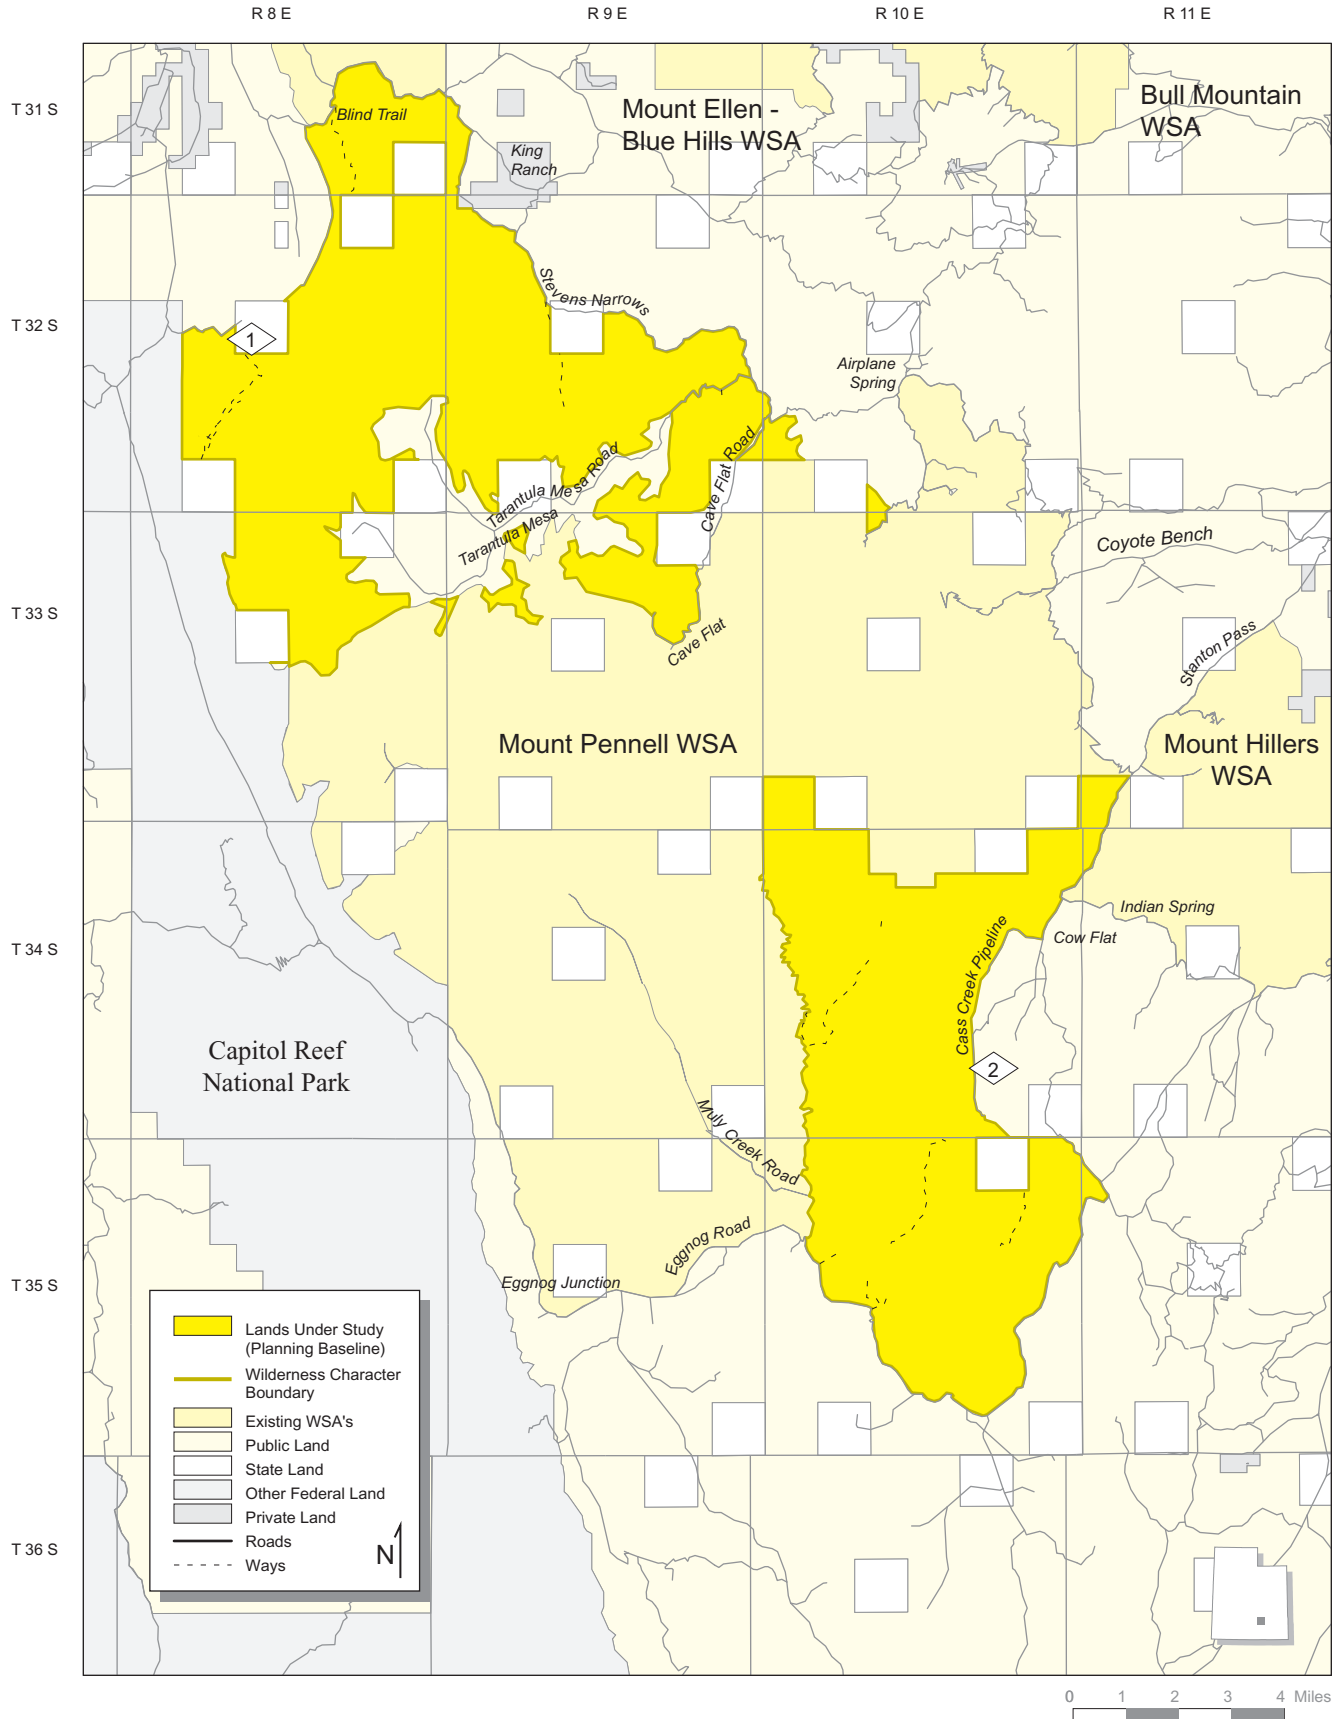 R 8 E
R 9 E
R 10 E
R 11 E
T 31 S
T 32 S
T 33 S
T 34 S
T 35 S
T 36 S
Blind Trail
King
Ranch
Mount Ellen -
Blue Hills WSA
Bull Mountain
WSA
Stevens Narrows
1
Airplane
Spring
Cave Flat Road
Tarantula Mesa Road
Tarantula Mesa
Coyote Bench
Stanton Pass
Cave Flat
Mount Pennell WSA
Mount Hillers
WSA
Indian Spring
Cow Flat
Cass Creek Pipeline
2
Capitol Reef
National Park
Muly Creek Road
Eggnog Road
Eggnog Junction
Lands Under Study
(Planning Baseline)
Wilderness Character
Boundary
Existing WSA's
Public Land
State Land
Other Federal Land
Private Land
Roads
Ways
N
0 1 2 3 4 Miles